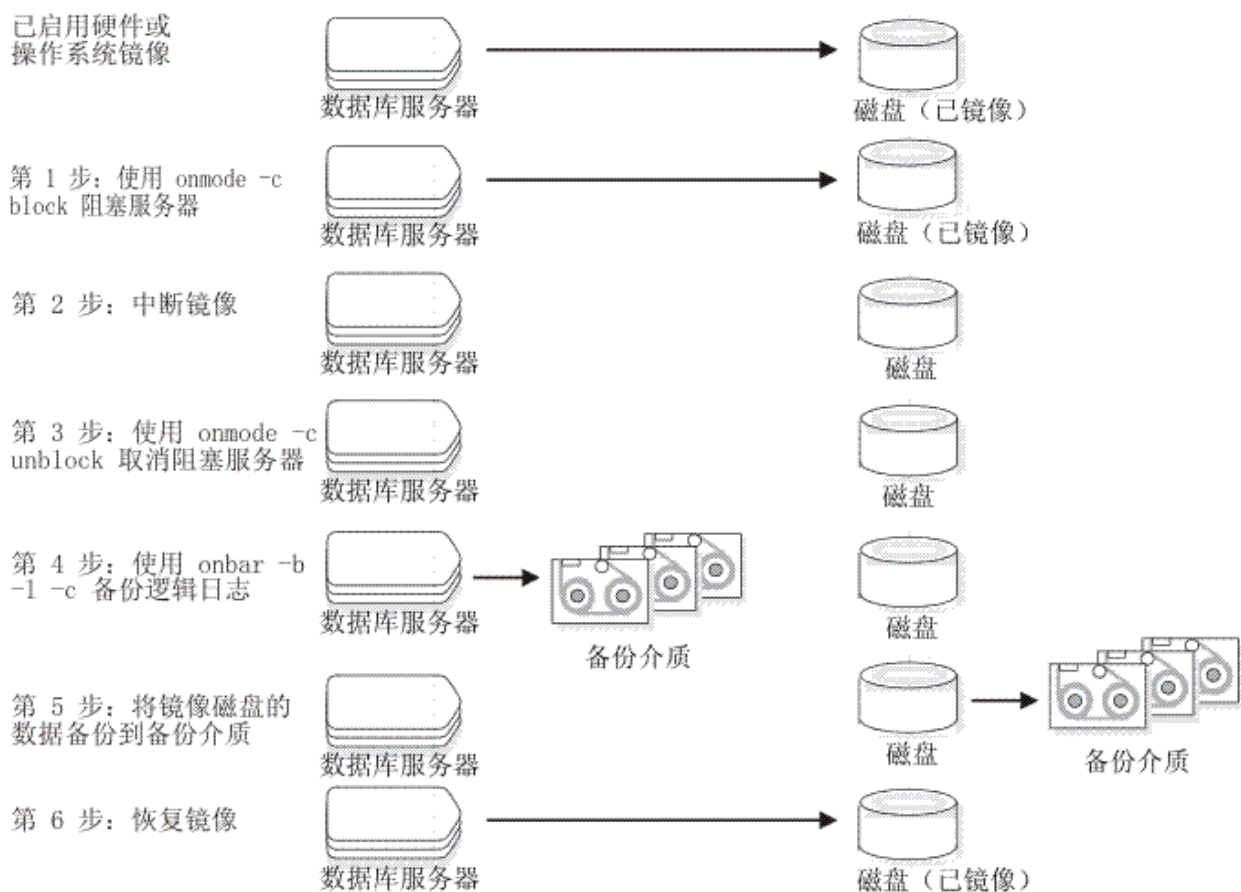 已启用硬件或
操作系统镜像
数据库服务器
磁盘（已镜像）
第 1 步：使用 onmode -c
block 阻塞服务器
数据库服务器
磁盘（已镜像）
第 2 步：中断镜像
数据库服务器
磁盘
第 3 步：使用 onmode -c
unblock 取消阻塞服务器
数据库服务器
磁盘
第 4 步：使用 onbar -b
-l -c 备份逻辑日志
数据库服务器
备份介质
磁盘
第 5 步：将镜像磁盘的
数据备份到备份介质
数据库服务器
磁盘
备份介质
第 6 步：恢复镜像
数据库服务器
磁盘（已镜像）